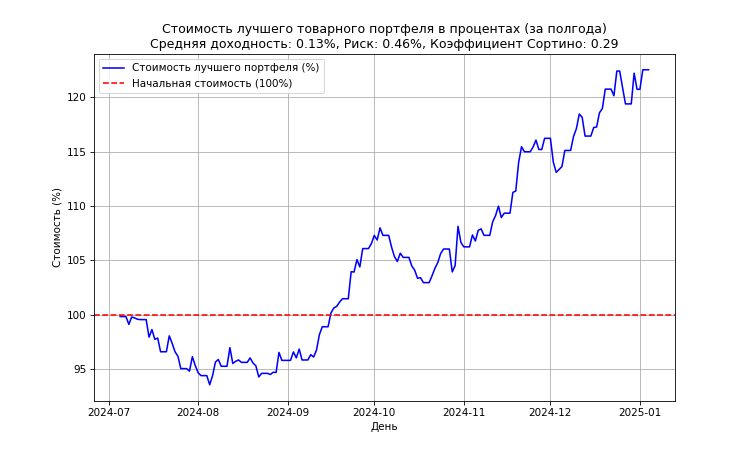 Стоимость лучшего товарного портфеля в процентах (за полгода)
Средняя доходность: 0.13%, Риск: 0.46%, Коэффициент Сортино: 0.29
Стоимость лучшего портфеля (%)
Начальная стоимость (100%)
Стоимость (%)
120
115
110
105
100
95
2024-07
2024-08
2024-09
2024-10
2024-11
2024-12
2025-01
День